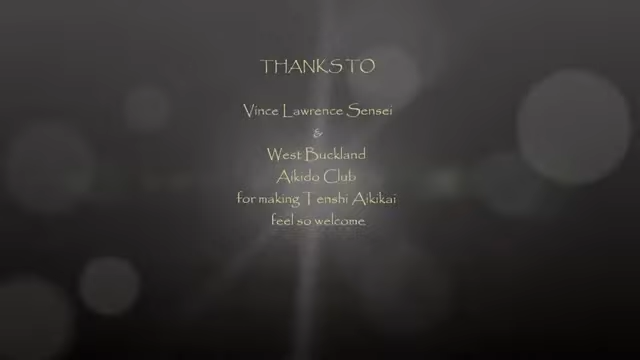 THANKS TO
Vince Lawrence Sensei
&
West Buckland
Aikido Club
for making Tenshi Aikikai
feel so welcome